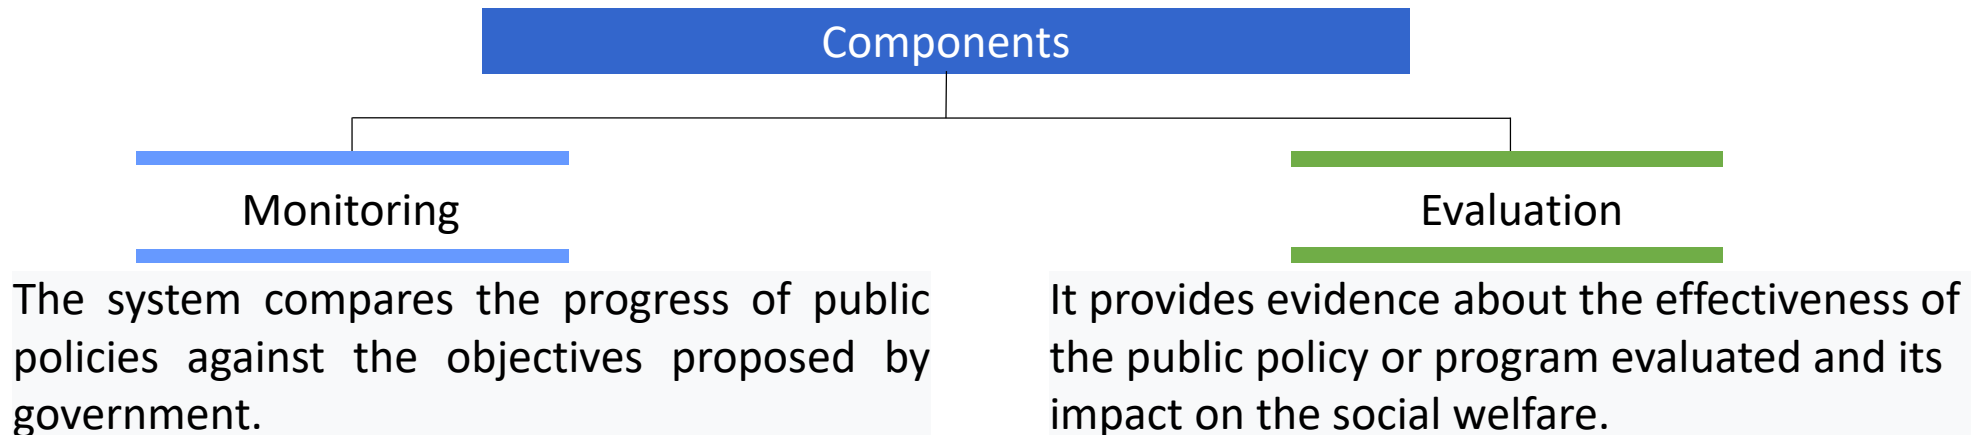 Components
Monitoring
Evaluation
The system compares the progress of public
policies against the objectives proposed by
government.
It provides evidence about the effectiveness of
the public policy or program evaluated and its
impact on the social welfare.